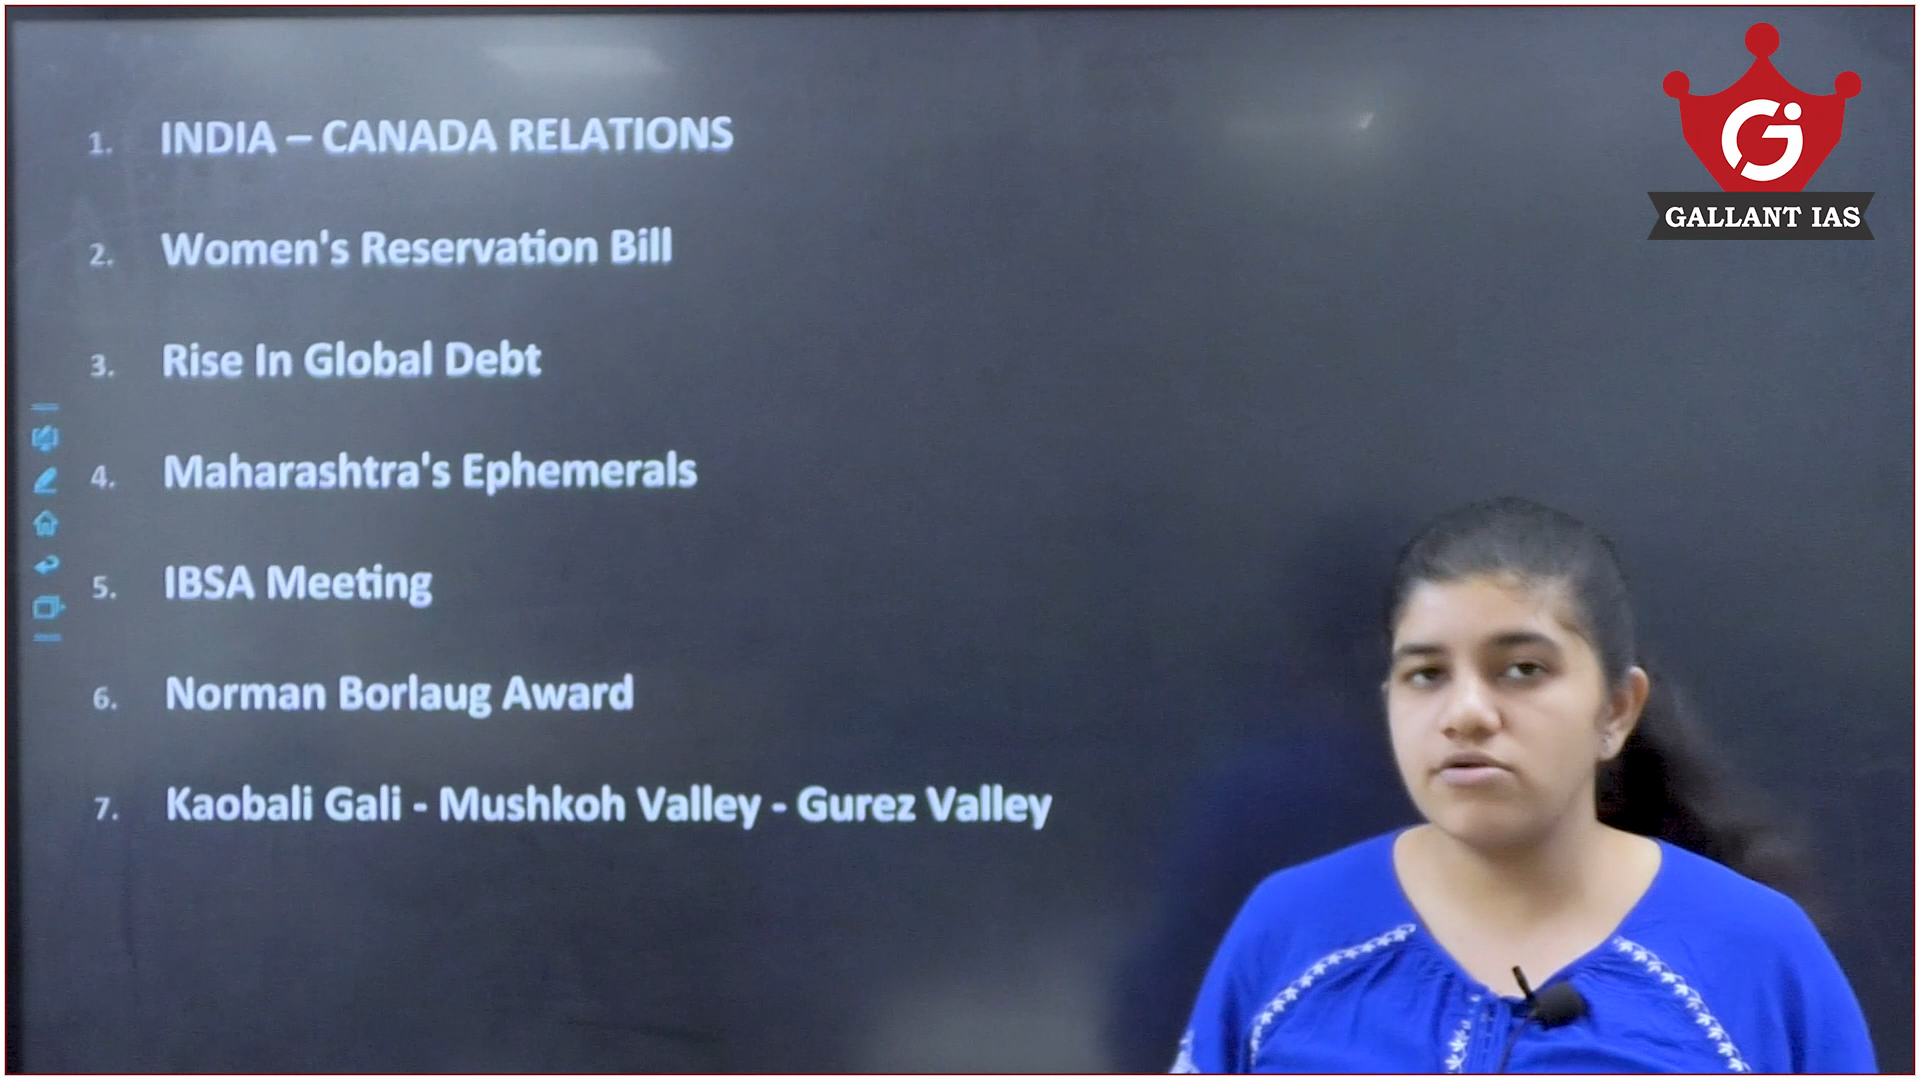 1. INDIA – CANADA RELATIONS
2. Women's Reservation Bill
3. Rise In Global Debt
4. Maharashtra's Ephemerals
5. IBSA Meeting
6. Norman Borlaug Award
7. Kaobali Gali - Mushkoh Valley - Gurez Valley
G
GALLANT IAS